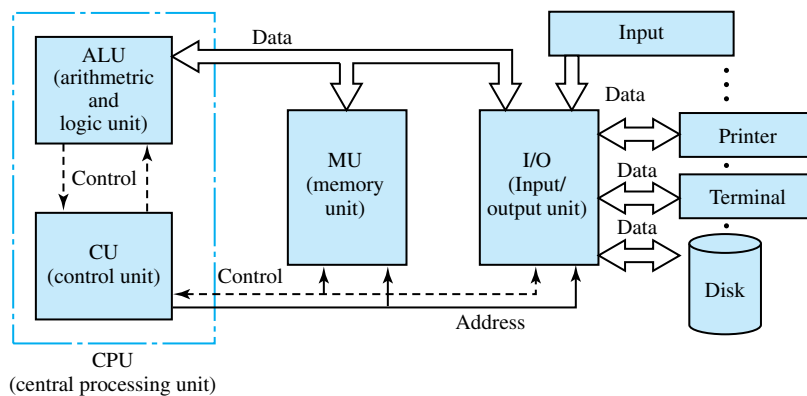 Data
Input
ALU
(arithmetric
and
logic unit)
Data
Printer
Control
MU
(memory
unit)
I/O
(Input/
output unit)
Data
Terminal
CU
(control unit)
Data
Control
Disk
Address
CPU
(central processing unit)